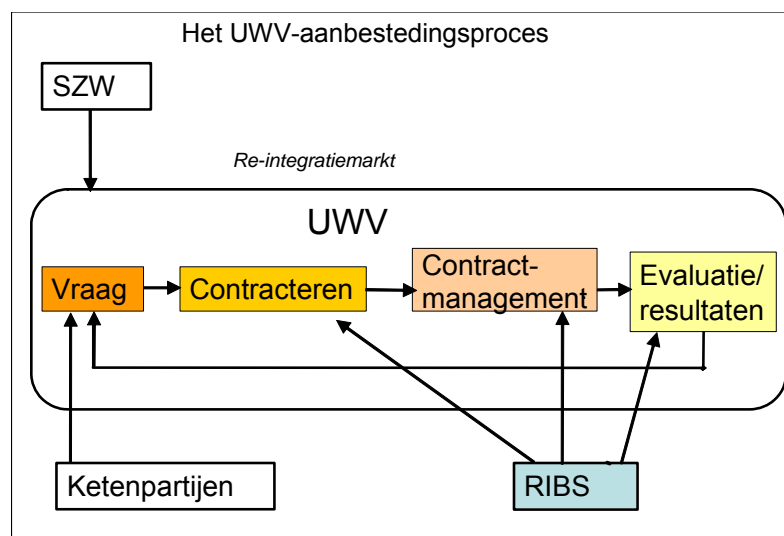 Het UWV-aanbestedingsproces
SZW
Re-integratiemarkt
UWV
Vraag
Contracteren
Contract-
management
Evaluatie/
resultaten
Ketenpartijen
RIBS